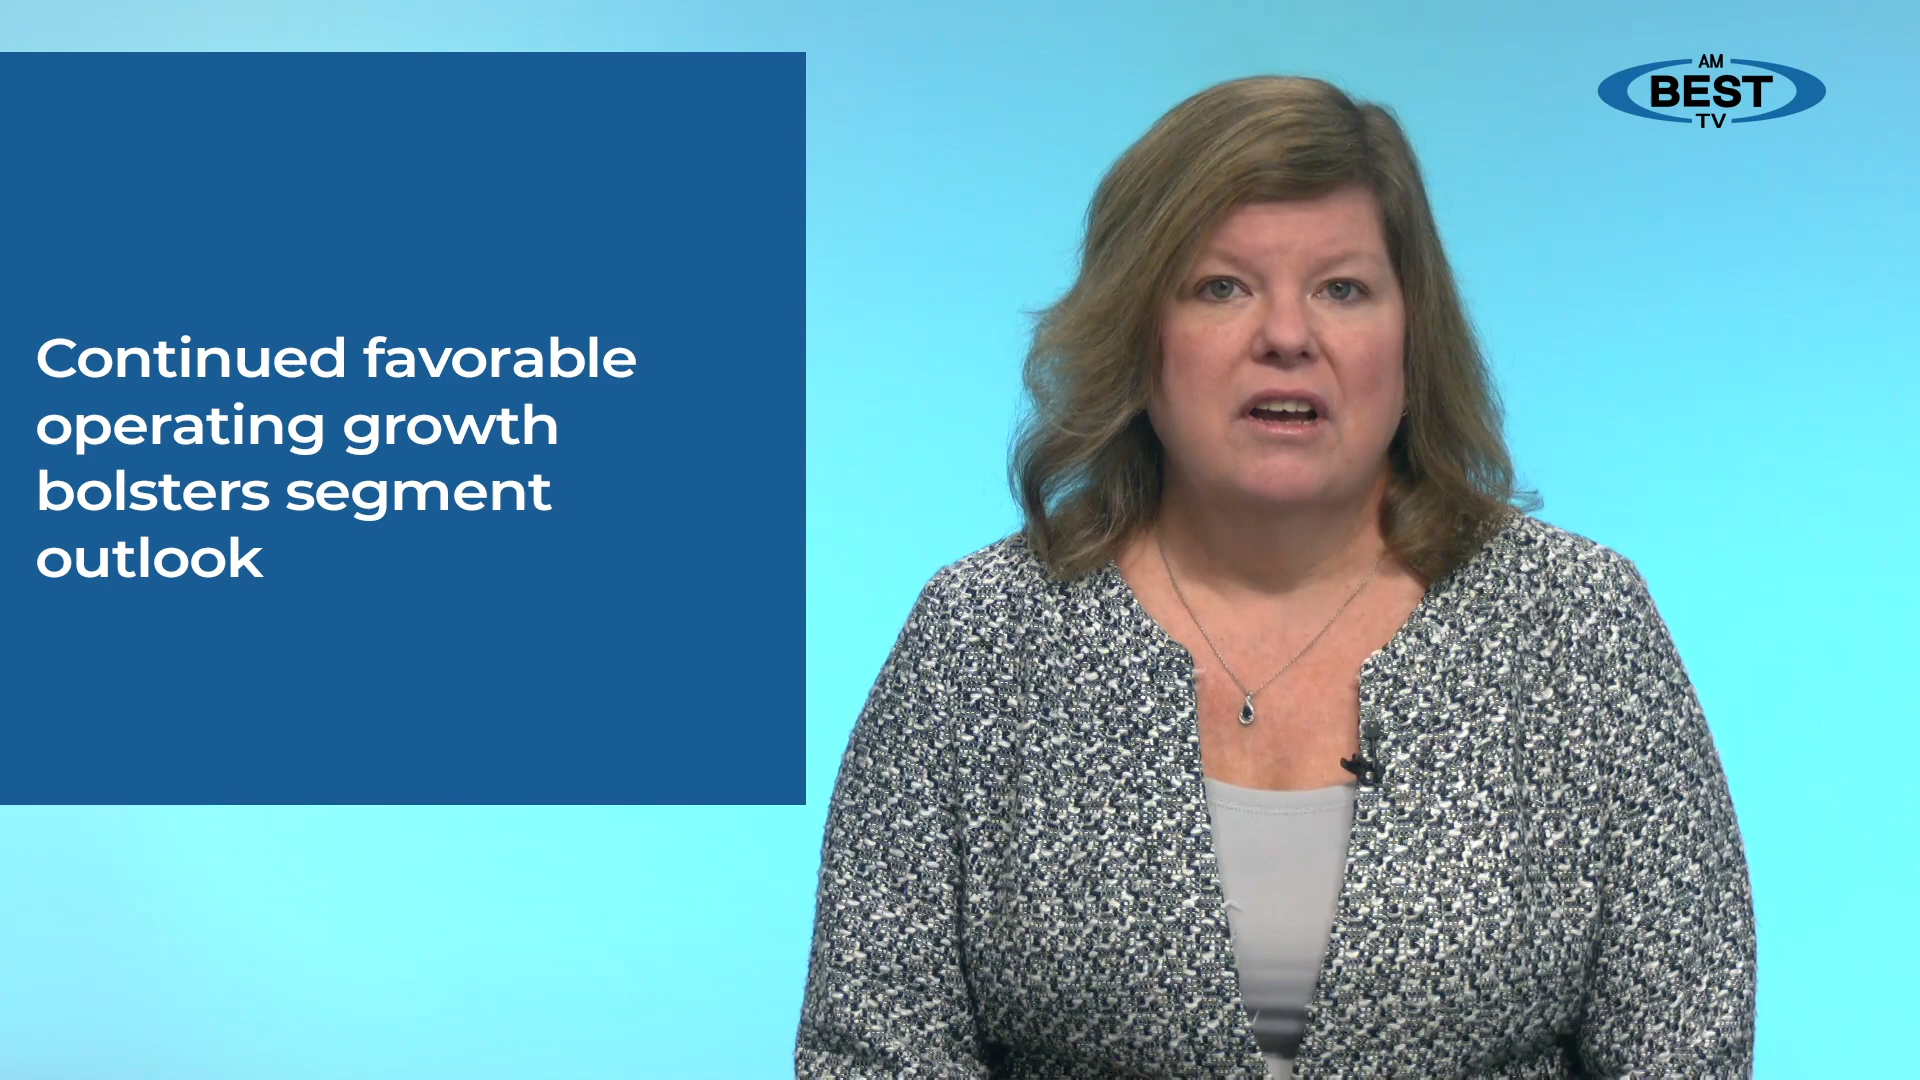 AM
BEST
TV
Continued favorable
operating growth
bolsters segment
outlook